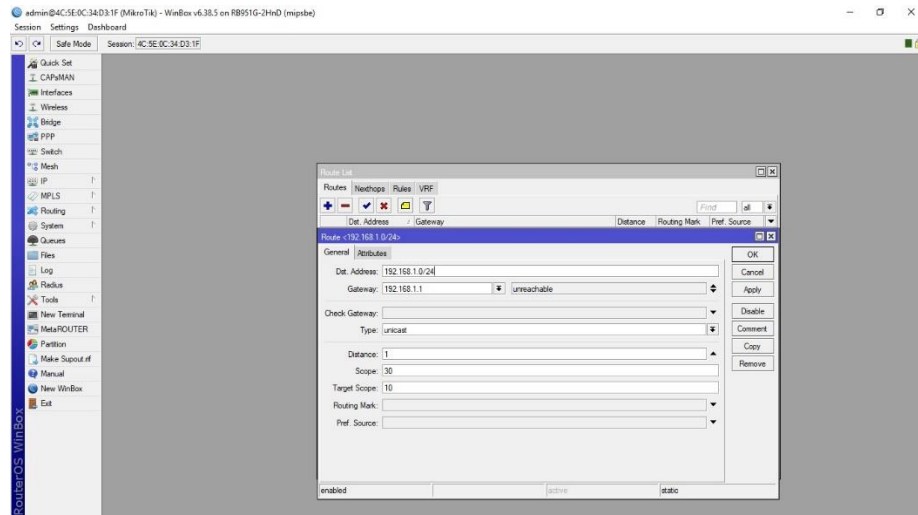 admin@4C:5E:0C:34:D3:1F (MikroTik) - WinBox v6.38.5 on RB951G-2HnD (mipsbe)
Session Settings Dashboard
Safe Mode Session: 4C:5E:0C:34:D3:1F
Quick Set
CAPsMAN
Interfaces
Wireless
Bridge
PPP
Switch
Mesh
IP
MPLS
Routing
System
Queues
Files
Log
Radius
Tools
New Terminal
MetaROUTER
Partition
Make Supout.rif
Manual
New WinBox
Exit
RouterOS WinBox
Route List
Routes Nexthops Rules VRF
Find all
Dst. Address Gateway Distance Routing Mark Pref. Source
Route <192.168.1.0/24>
General Attributes
Dst. Address: 192.168.1.0/24
Gateway: 192.168.1.1 unreachable
Check Gateway:
Type: unicast
Distance: 1
Scope: 30
Target Scope: 10
Routing Mark:
Pref. Source:
OK
Cancel
Apply
Disable
Comment
Copy
Remove
enabled active static